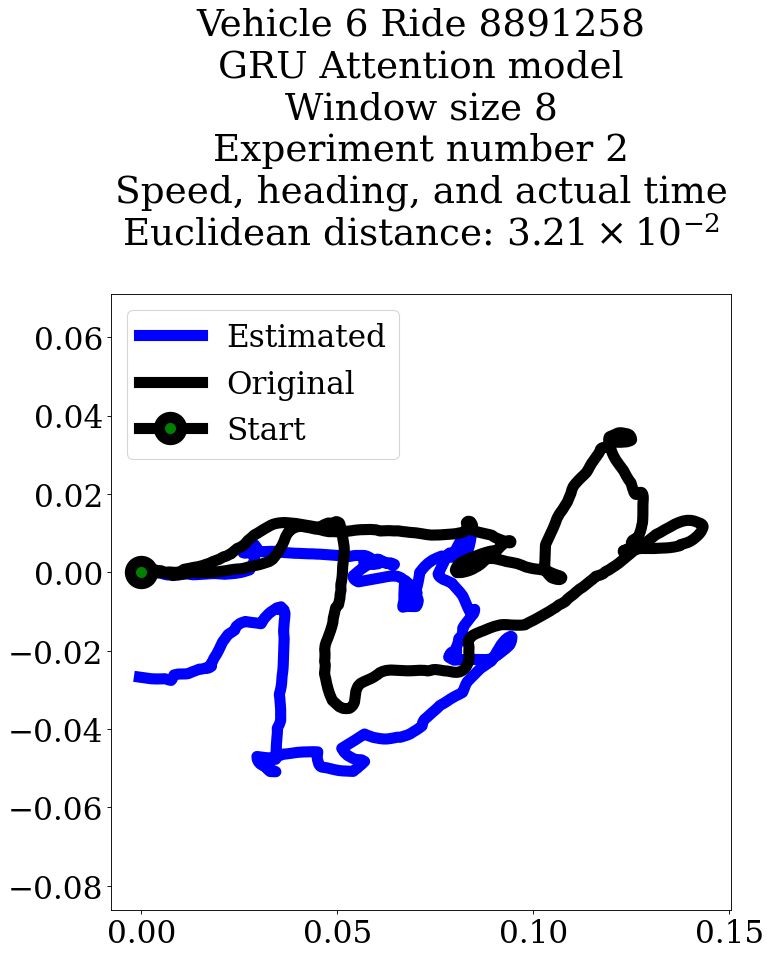 Vehicle 6 Ride 8891258
GRU Attention model
Window size 8
Experiment number 2
Speed, heading, and actual time
Euclidean distance: 3.21 × 10⁻²
Estimated
Original
Start
0.06
0.04
0.02
0.00
−0.02
−0.04
−0.06
−0.08
0.00 0.05 0.10 0.15